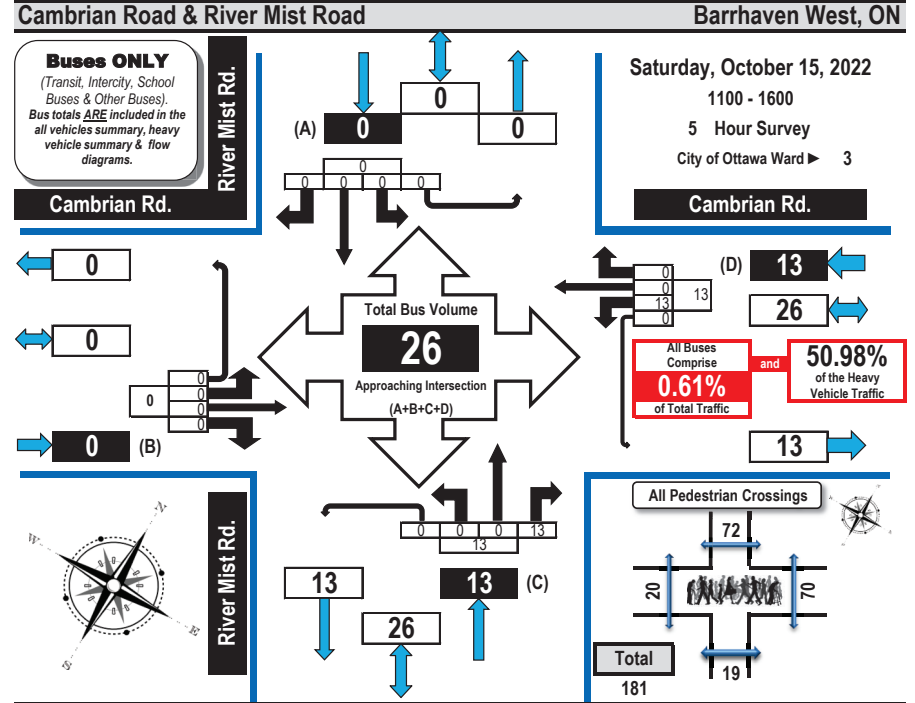 Cambrian Road & River Mist Road
Barrhaven West, ON
Buses ONLY
(Transit, Intercity, School
Buses & Other Buses).
Bus totals ARE included in the
all vehicles summary, heavy
vehicle summary & flow
diagrams.
River Mist Rd.
Cambrian Rd.
(A)
0
0
0
0
0 0 0 0
Saturday, October 15, 2022
1100 - 1600
5 Hour Survey
City of Ottawa Ward ► 3
Cambrian Rd.
0
0
0
0
0
0
0
0
(B)
Total Bus Volume
26
Approaching Intersection
(A+B+C+D)
0
0
13
0
13
(D)
13
26
All Buses
Comprise
0.61%
of Total Traffic
and
50.98%
of the Heavy
Vehicle Traffic
13
River Mist Rd.
N
W
E
S
0 0 0 13
13
13
13
(C)
26
All Pedestrian Crossings
72
20
70
19
Total
181